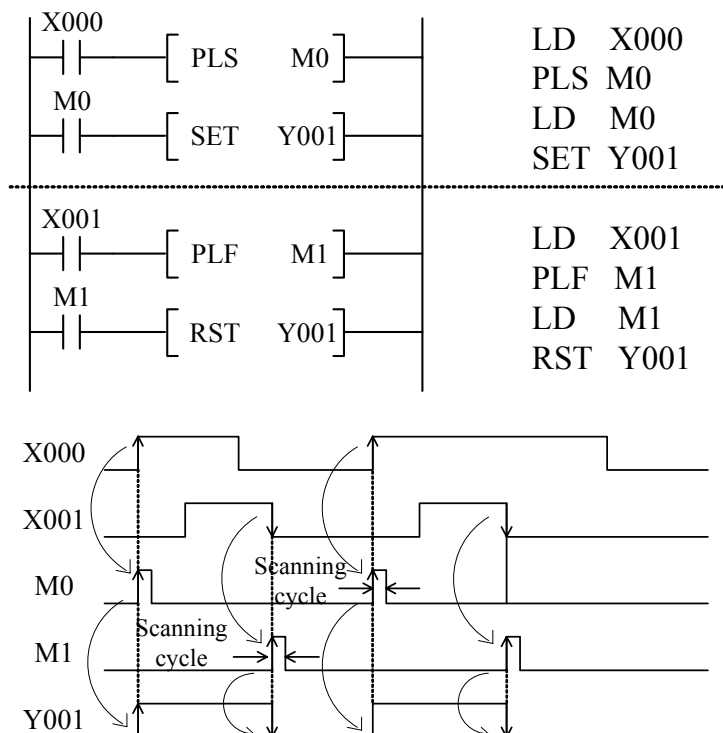 X000
PLS M0
M0
SET Y001
X001
PLF M1
M1
RST Y001
LD X000
PLS M0
LD M0
SET Y001
LD X001
PLF M1
LD M1
RST Y001
X000
X001
M0
Scanning
cycle
M1
Scanning
cycle
Y001